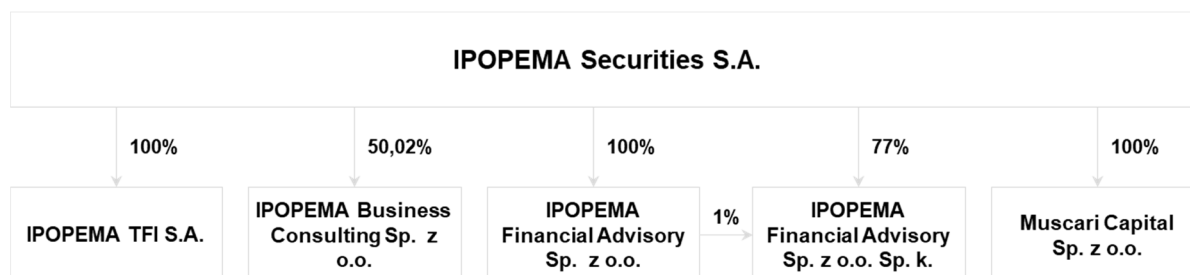 IPOPEMA Securities S.A.
100%
50,02%
100%
77%
100%
IPOPEMA TFI S.A.
IPOPEMA Business
Consulting Sp. z
o.o.
IPOPEMA
Financial Advisory
Sp. z o.o.
1%
IPOPEMA
Financial Advisory
Sp. z o.o. Sp. k.
Muscari Capital
Sp. z o.o.